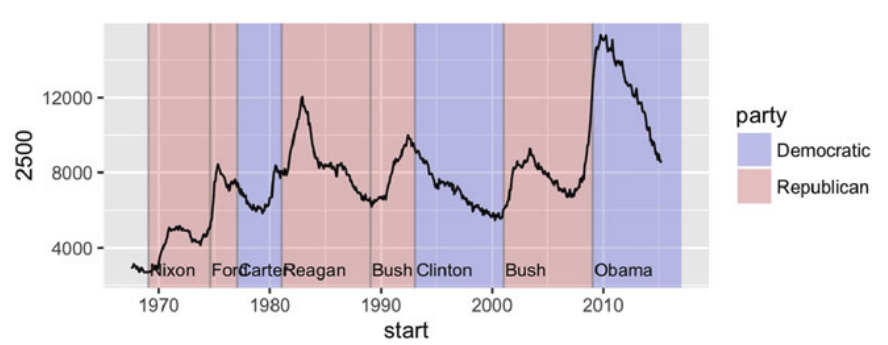 12000
8000
4000
2500
Nixon
Ford
Carter
Reagan
Bush
Clinton
Bush
Obama
1970
1980
1990
2000
2010
start
party
Democratic
Republican